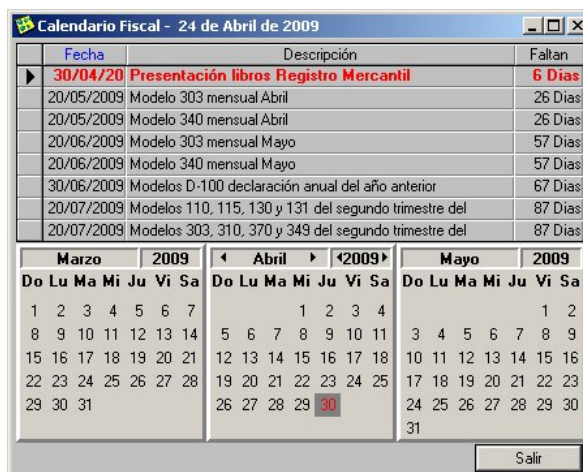 Calendario Fiscal - 24 de Abril de 2009
Fecha Descripción Faltan
30/04/20 Presentación libros Registro Mercantil 6 Dias
20/05/2009 Modelo 303 mensual Abril 26 Dias
20/05/2009 Modelo 340 mensual Abril 26 Dias
20/06/2009 Modelo 303 mensual Mayo 57 Dias
20/06/2009 Modelo 340 mensual Mayo 57 Dias
30/06/2009 Modelos D-100 declaración anual del año anterior 67 Dias
20/07/2009 Modelos 110, 115, 130 y 131 del segundo trimestre del 87 Dias
20/07/2009 Modelos 303, 310, 370 y 349 del segundo trimestre del 87 Dias
Marzo 2009
Do Lu Ma Mi Ju Vi Sa
1 2 3 4 5 6 7
8 9 10 11 12 13 14
15 16 17 18 19 20 21
22 23 24 25 26 27 28
29 30 31
Abril 2009
Do Lu Ma Mi Ju Vi Sa
1 2 3 4
5 6 7 8 9 10 11
12 13 14 15 16 17 18
19 20 21 22 23 24 25
26 27 28 29 30
Mayo 2009
Do Lu Ma Mi Ju Vi Sa
1 2
3 4 5 6 7 8 9
10 11 12 13 14 15 16
17 18 19 20 21 22 23
24 25 26 27 28 29 30
31
Salir